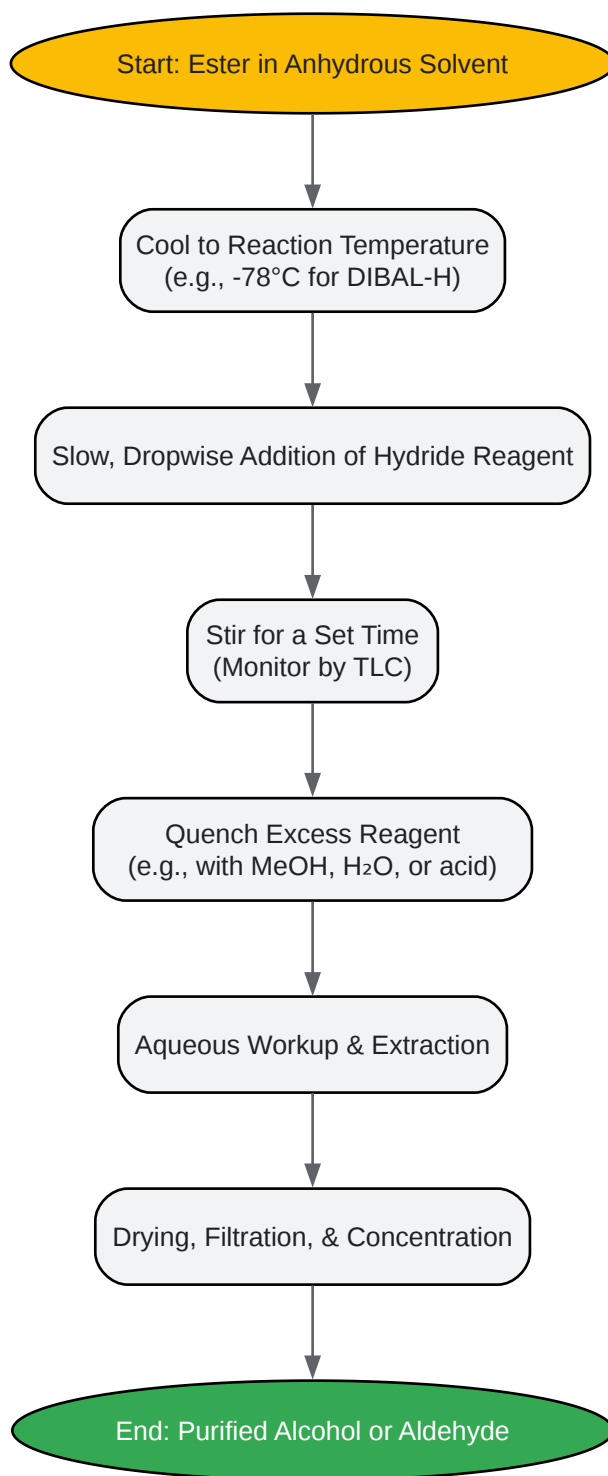 Start: Ester in Anhydrous Solvent
Cool to Reaction Temperature
(e.g., -78°C for DIBAL-H)
Slow, Dropwise Addition of Hydride Reagent
Stir for a Set Time
(Monitor by TLC)
Quench Excess Reagent
(e.g., with MeOH, H₂O, or acid)
Aqueous Workup & Extraction
Drying, Filtration, & Concentration
End: Purified Alcohol or Aldehyde